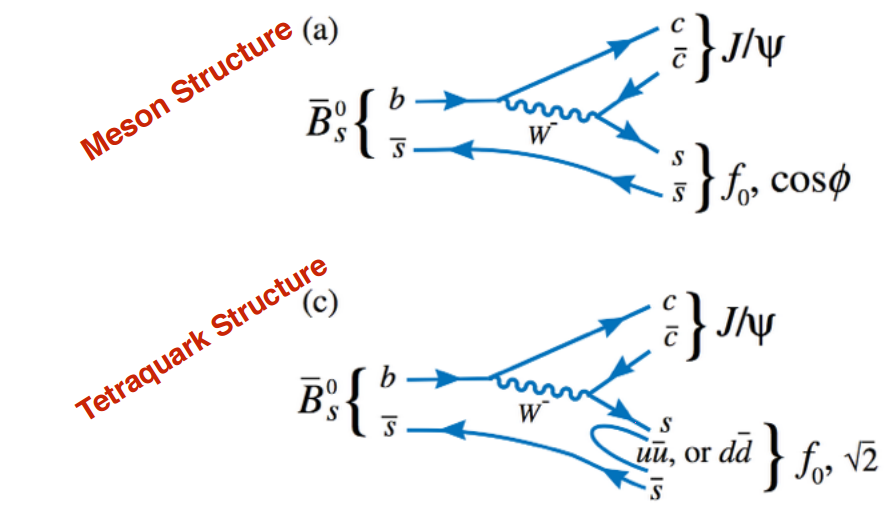 Meson Structure
(a)
c
c̄ } J/ψ
B̄⁰ₛ { b
s̄
W⁻
s
s̄ } f₀, cosϕ
Tetraquark Structure
(c)
c
c̄ } J/ψ
B̄⁰ₛ { b
s̄
W⁻
s
uū, or dd̄ } f₀, √2
s̄